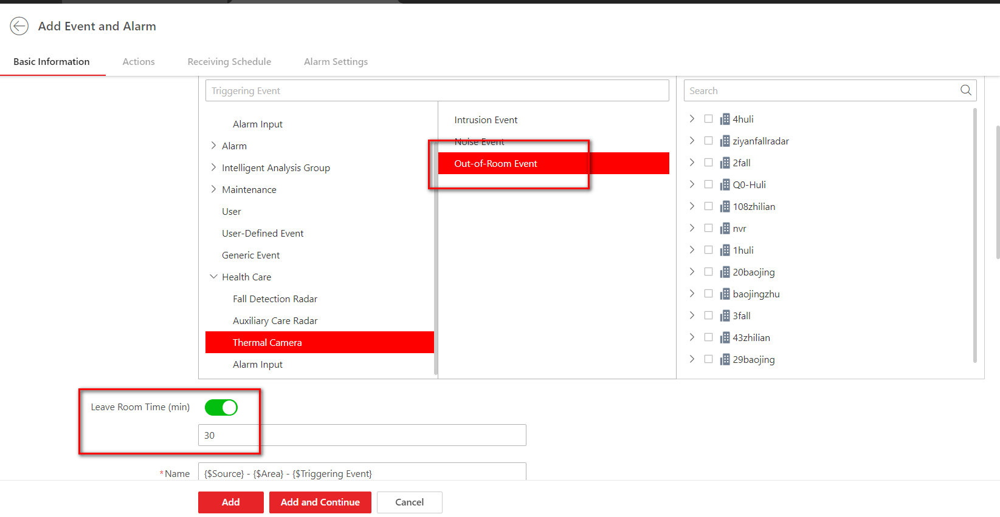 Add Event and Alarm
Basic Information
Actions
Receiving Schedule
Alarm Settings
Triggering Event
Alarm Input
Alarm
Intelligent Analysis Group
Maintenance
User
User-Defined Event
Generic Event
Health Care
Fall Detection Radar
Auxiliary Care Radar
Thermal Camera
Alarm Input
Intrusion Event
Noise Event
Out-of-Room Event
Search
4huli
ziyanfallradar
2fall
Q0-Huli
108zhilian
nvr
1huli
20baojing
baojingzhu
3fall
43zhilian
29baojing
Leave Room Time (min)
30
*Name
{$Source} - {$Area} - {$Triggering Event}
Add
Add and Continue
Cancel